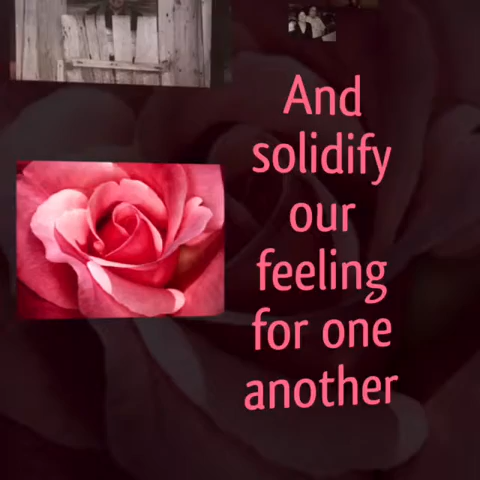 And
solidify
our
feeling
for one
another